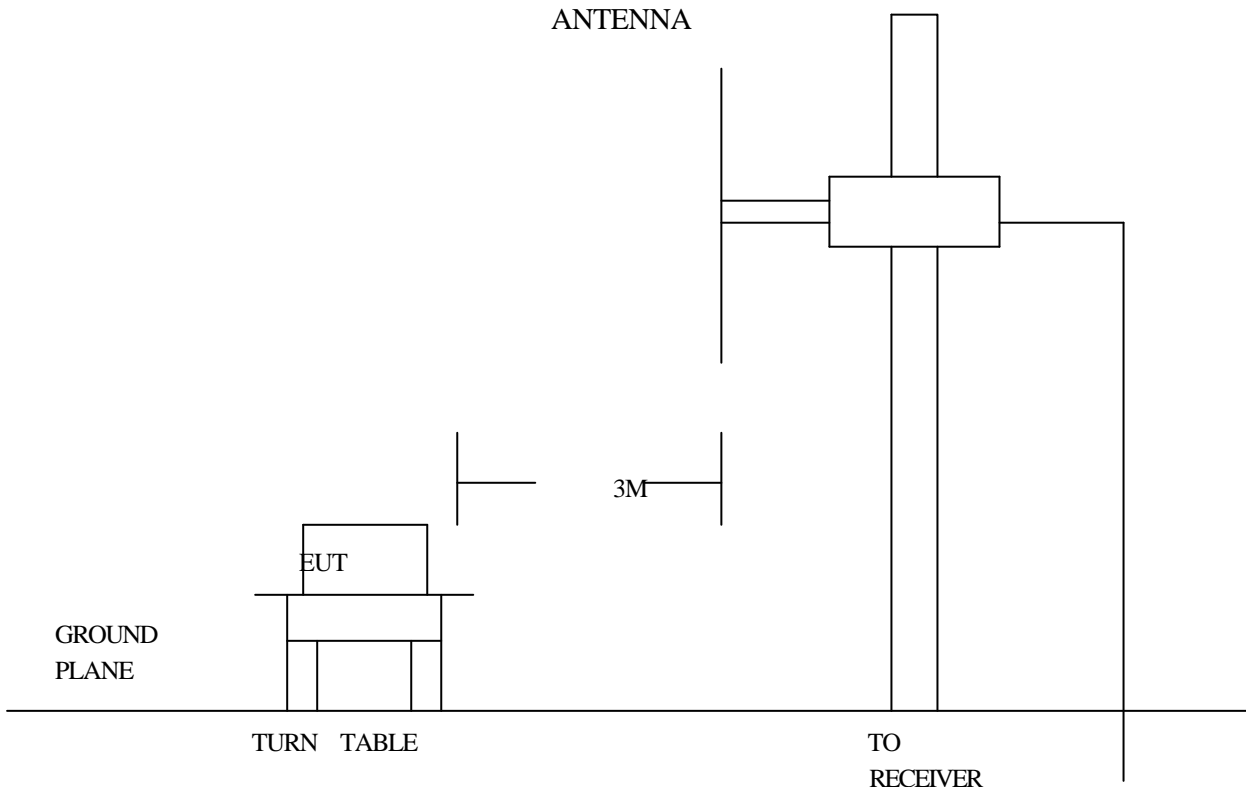 ANTENNA
3M
EUT
GROUND
PLANE
TURN TABLE
TO
RECEIVER